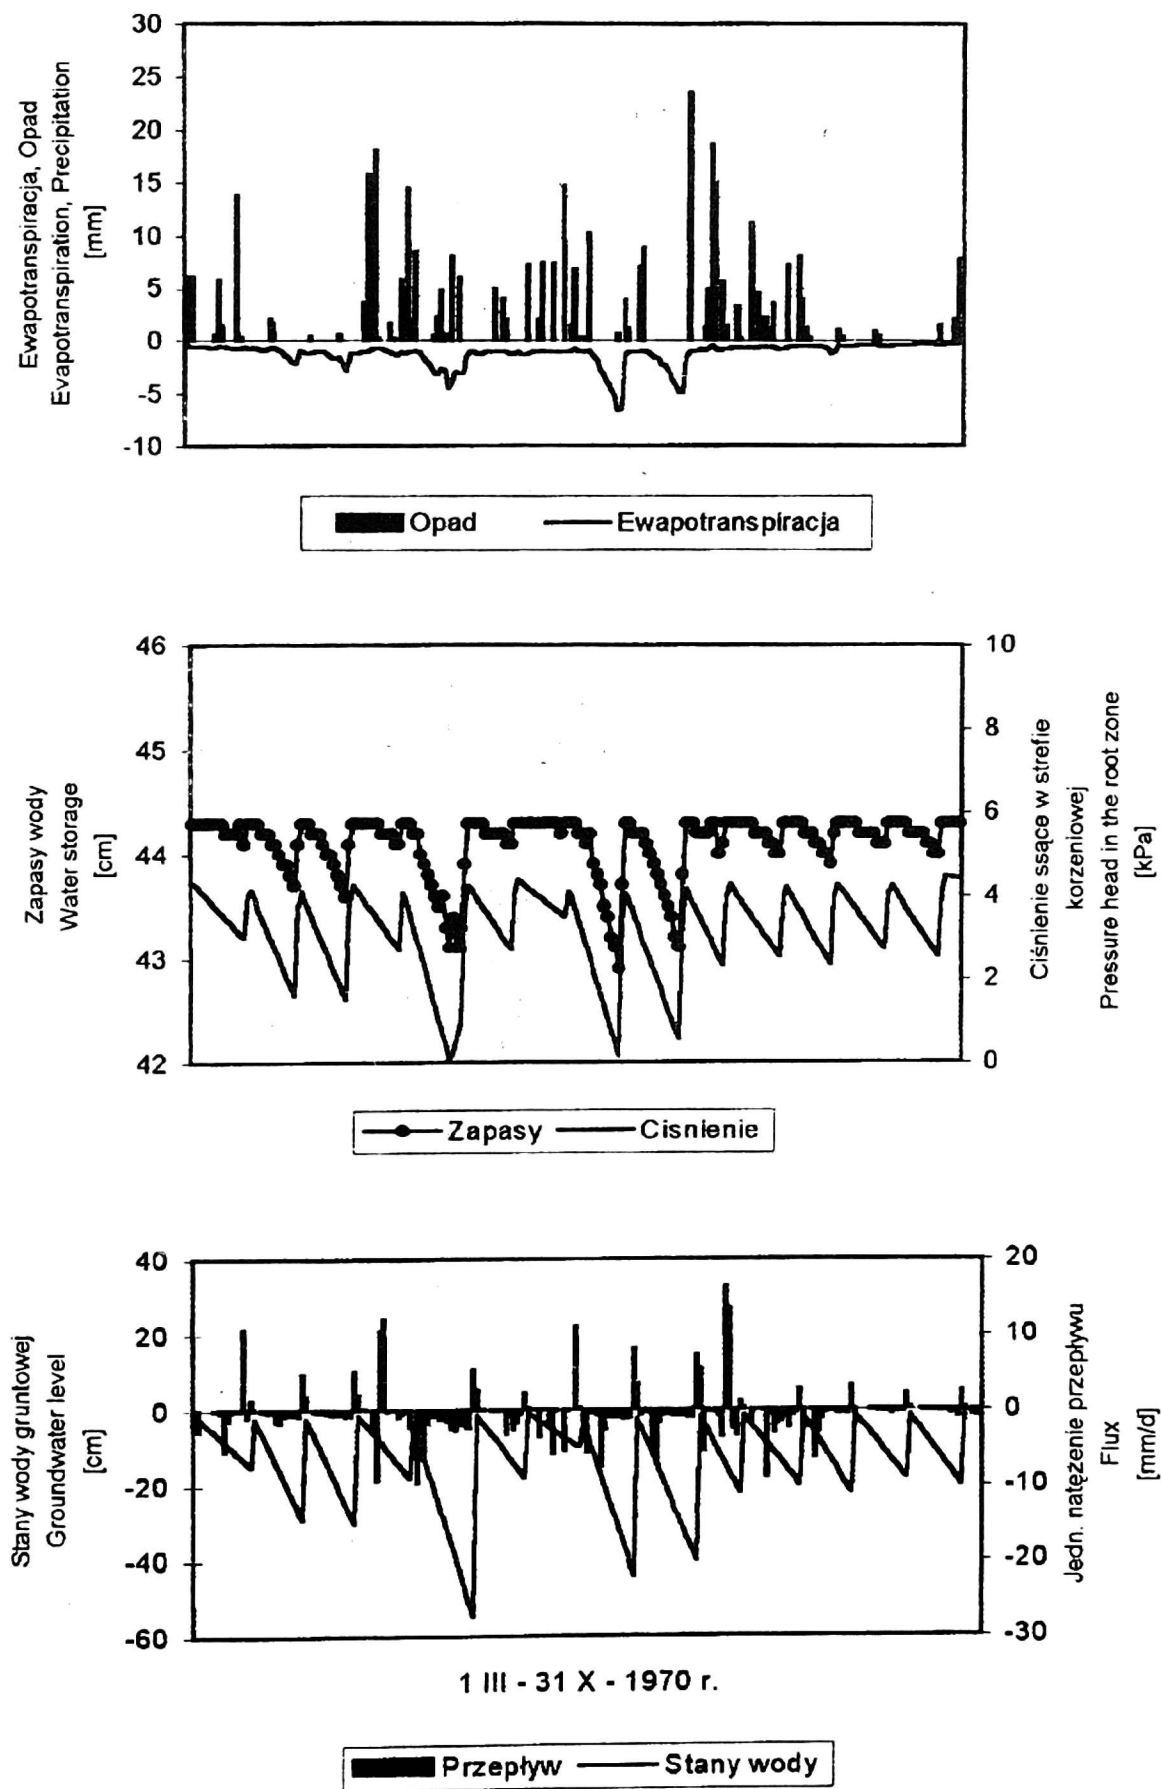 Ewapotranspiracja, Opad
Evapotranspiration, Precipitation
[mm]
30
25
20
15
10
5
0
-5
-10
Opad
Ewapotranspiracja
Zapasy wody
Water storage
[cm]
46
45
44
43
42
10
8
6
4
2
0
Ciśnienie ssące w strefie
korzeniowej
Pressure head in the root zone
[kPa]
Zapasy
Cisnienie
Stany wody gruntowej
Groundwater level
[cm]
40
20
0
-20
-40
-60
20
10
0
-10
-20
-30
Jedn. natężenie przepływu
Flux
[mm/d]
1 III - 31 X - 1970 r.
Przepływ
Stany wody